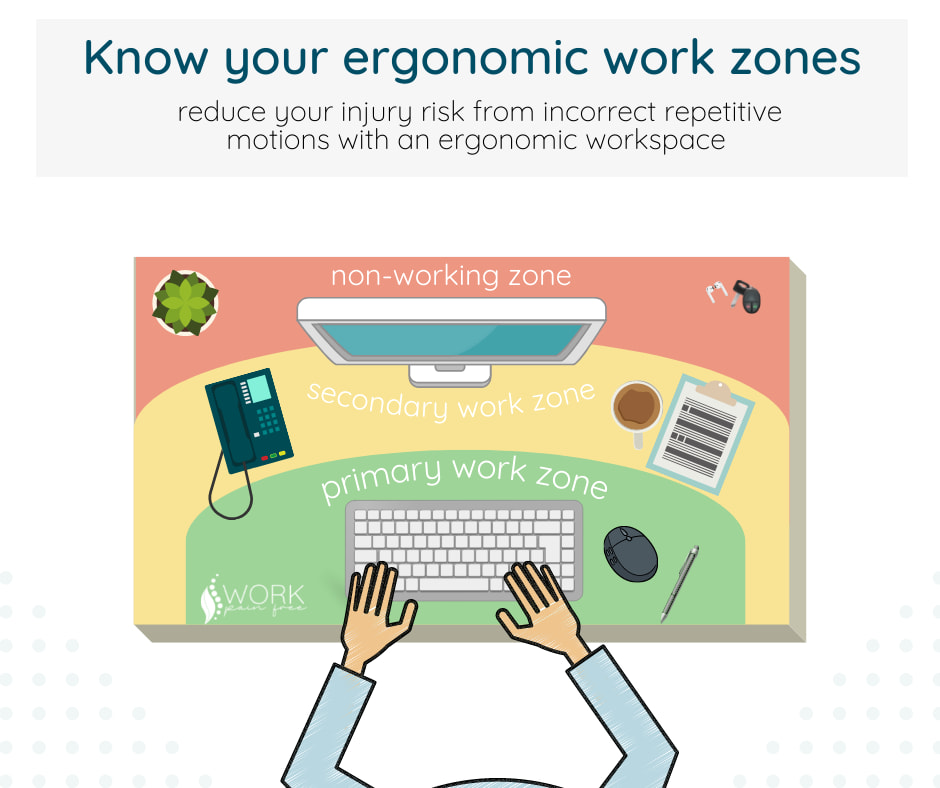 Know your ergonomic work zones
reduce your injury risk from incorrect repetitive
motions with an ergonomic workspace
non-working zone
secondary work zone
primary work zone
WORK
pain free